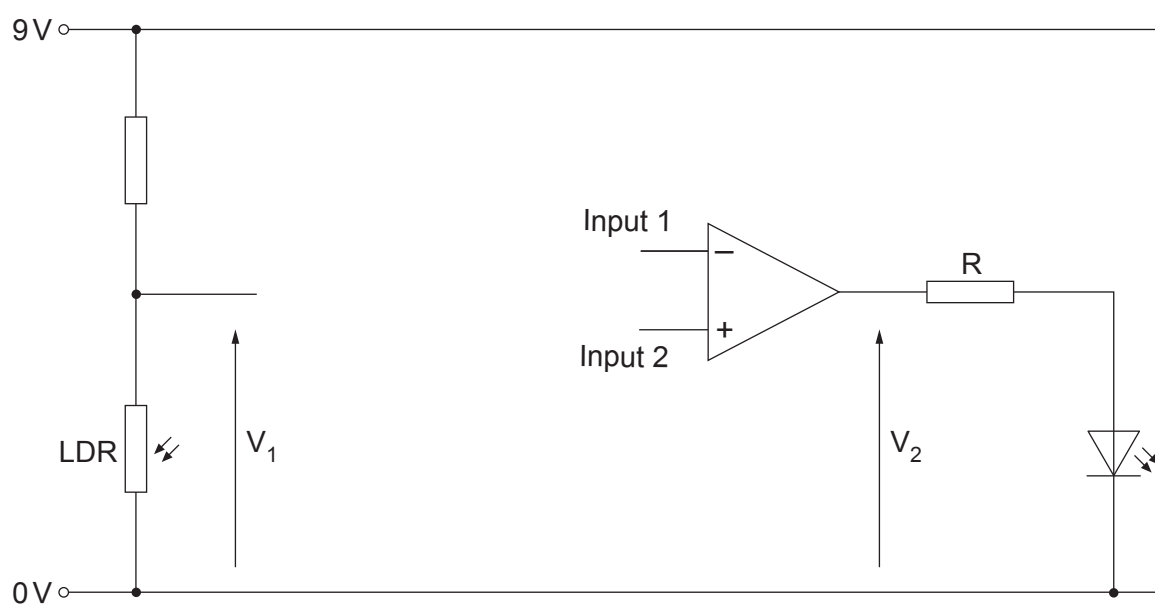 9 V
Input 1
−
R
+
Input 2
LDR
V₁
V₂
0 V